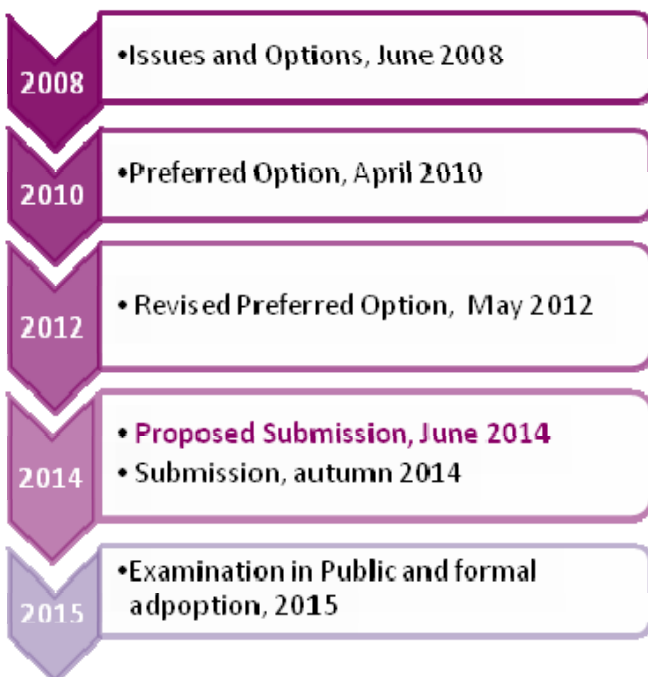 2008
•Issues and Options, June 2008
2010
•Preferred Option, April 2010
2012
• Revised Preferred Option, May 2012
2014
• Proposed Submission, June 2014
• Submission, autumn 2014
2015
•Examination in Public and formal
adpoption, 2015